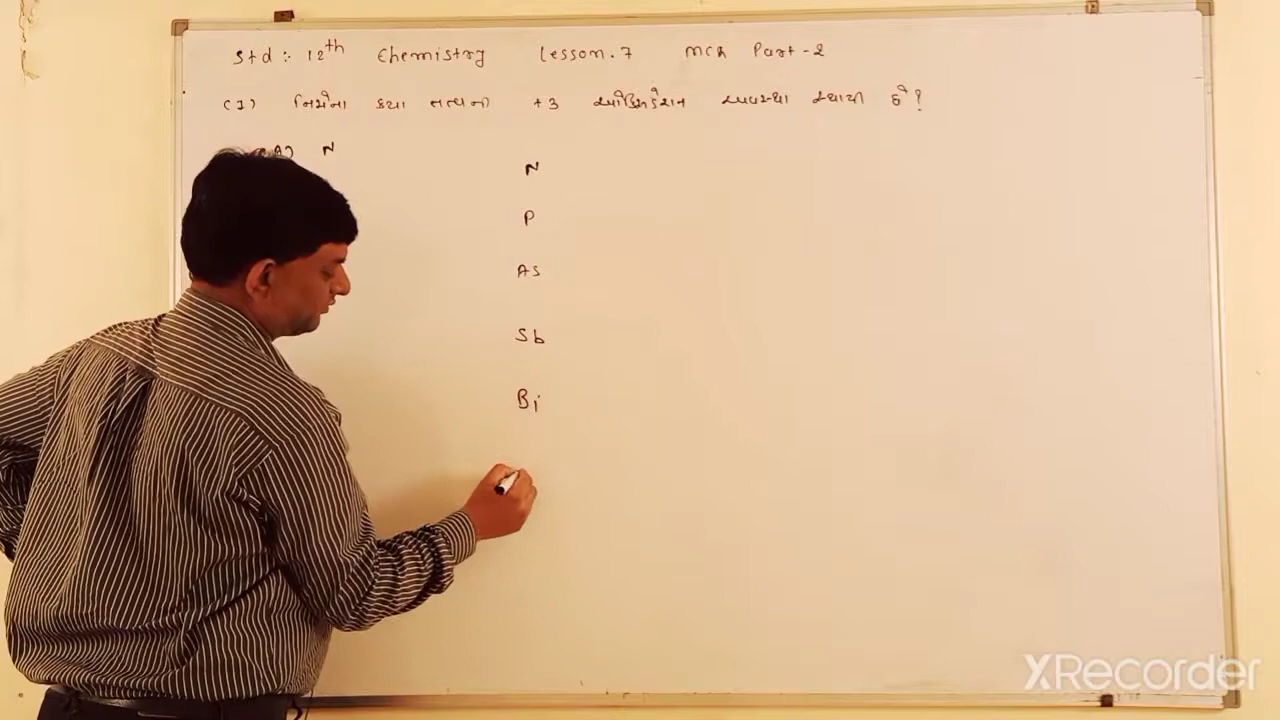 Std :- 12th Chemistry Lesson.7 MCQ Part-2
(1) નિચેના કયા તત્વની +3 ઓક્સિડેશન અવસ્થા સ્થાયી છે?
(A) N
N
P
As
Sb
Bi
XRecorder